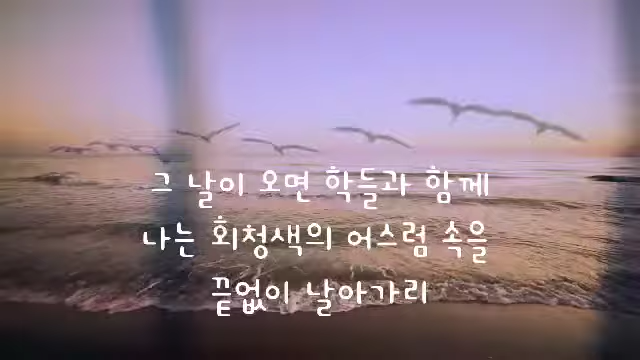 그 날이 오면 학들과 함께
나는 회청색의 어스럼 속을
끝없이 날아가리